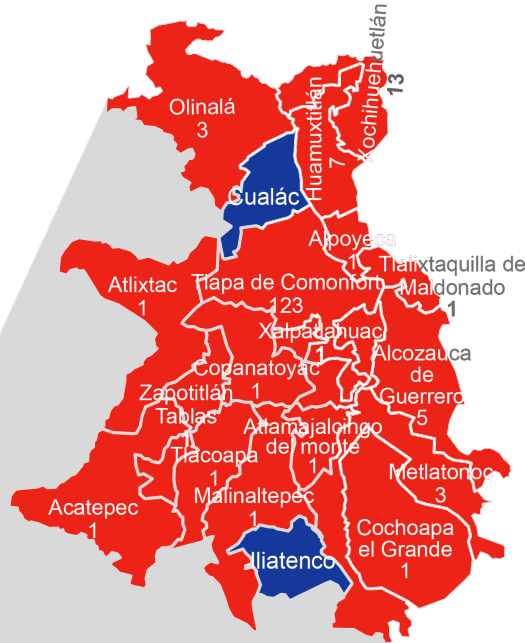 Olinalá
3
Huamuxtitlán
7
Xochihuehuetlán
13
Cualác
Alpoyeca
1
Tlalixtaquilla de
Maldonado
1
Atlixtac
1
Tlapa de Comonfort
123
Xalpatlahuac
1
Alcozauca
de
Guerrero
5
Copanatoyac
1
Zapotitlán
Tablas
1
Atlamajalcingo
del monte
1
Tlacoapa
1
Metlatonoc
3
Malinaltepec
1
Acatepec
1
Cochoapa
el Grande
1
Iliatenco